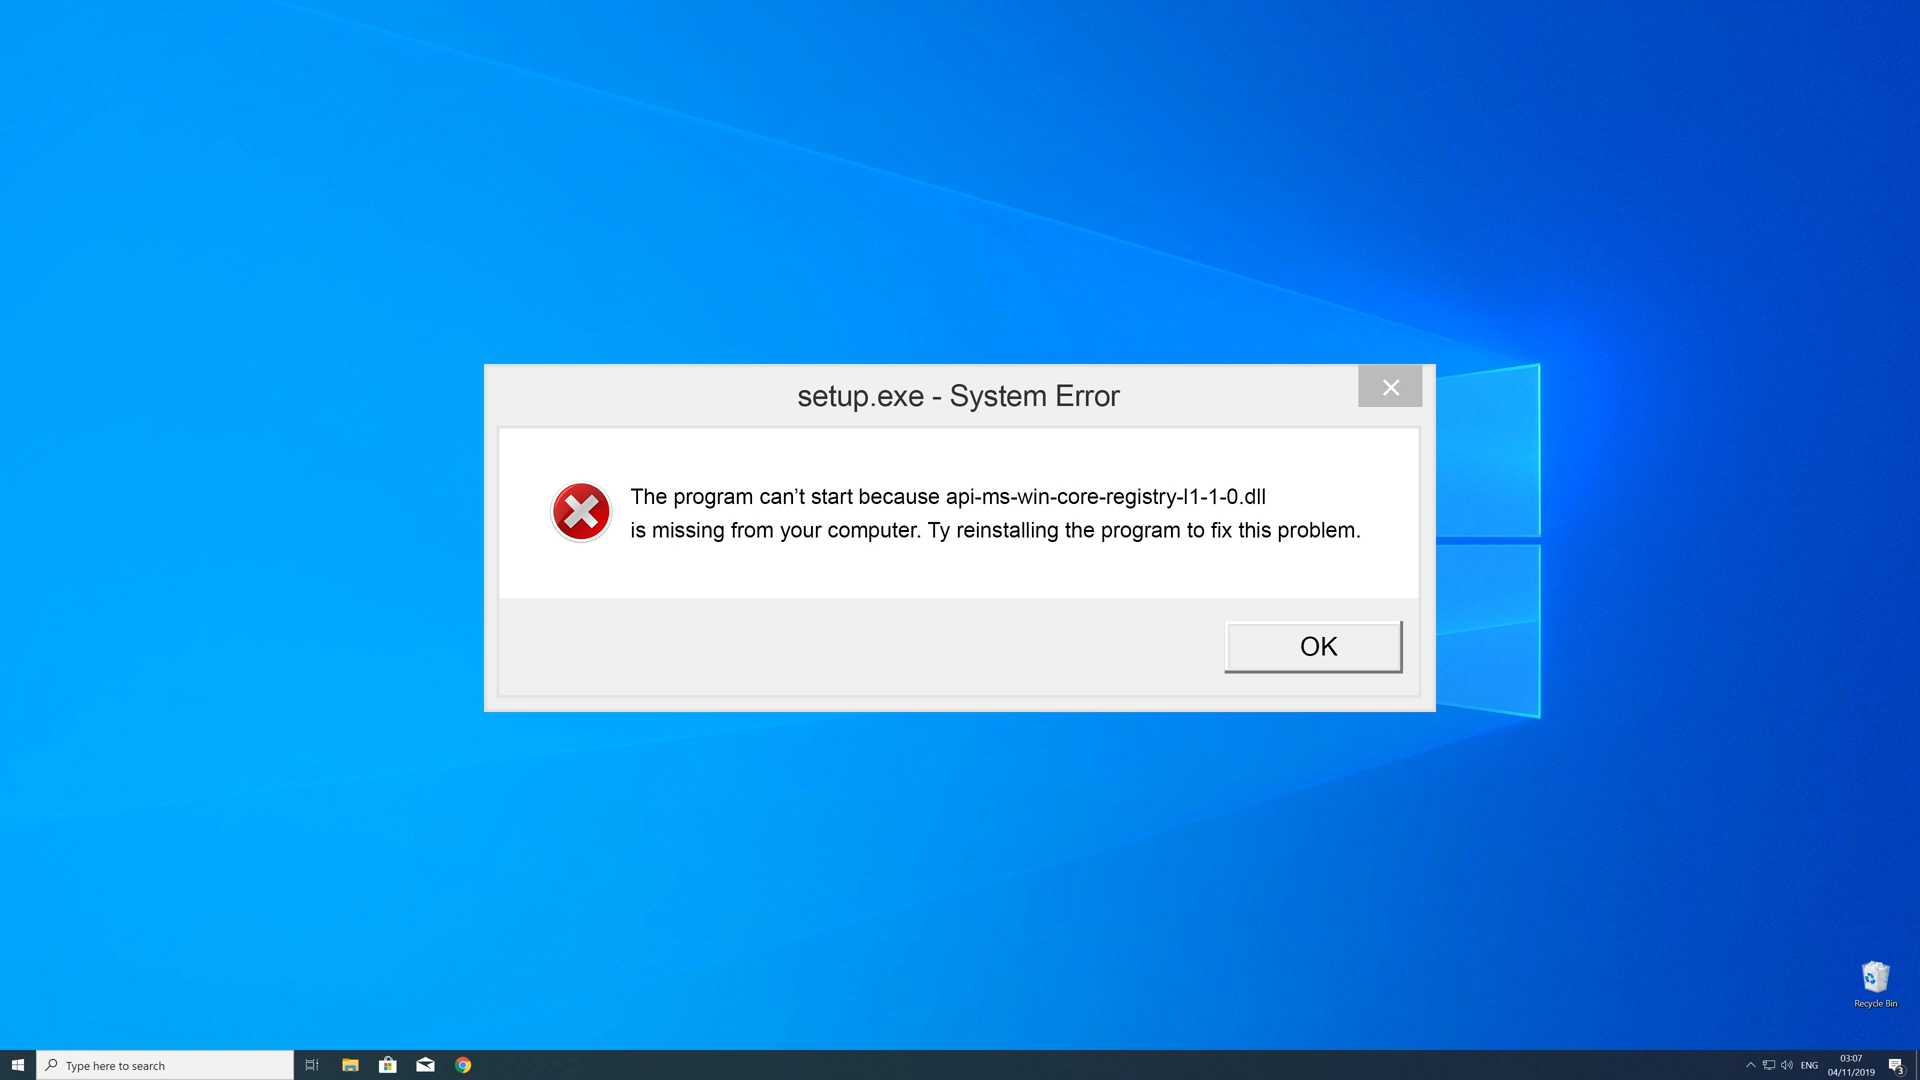 setup.exe - System Error
The program can’t start because api-ms-win-core-registry-l1-1-0.dll
is missing from your computer. Ty reinstalling the program to fix this problem.
OK
Recycle Bin
Type here to search
ENG
03:07
04/11/2019
3